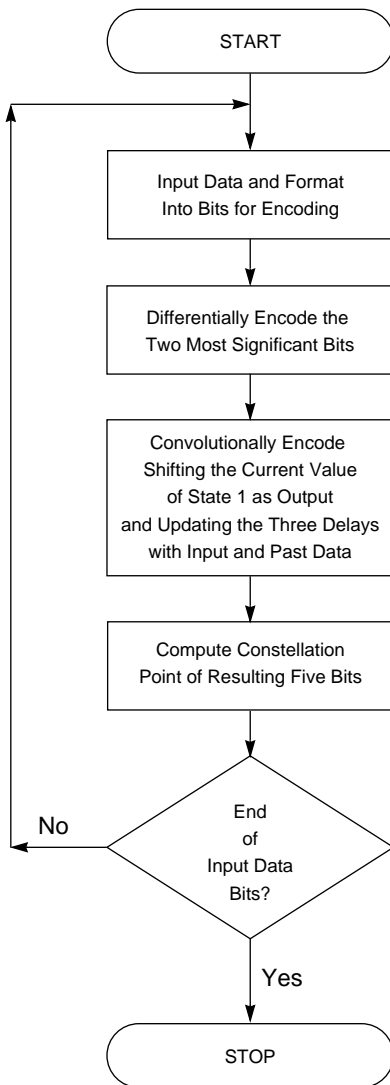 START
Input Data and Format
Into Bits for Encoding
Differentially Encode the
Two Most Significant Bits
Convolutionally Encode
Shifting the Current Value
of State 1 as Output
and Updating the Three Delays
with Input and Past Data
Compute Constellation
Point of Resulting Five Bits
End
of
Input Data
Bits?
No
Yes
STOP